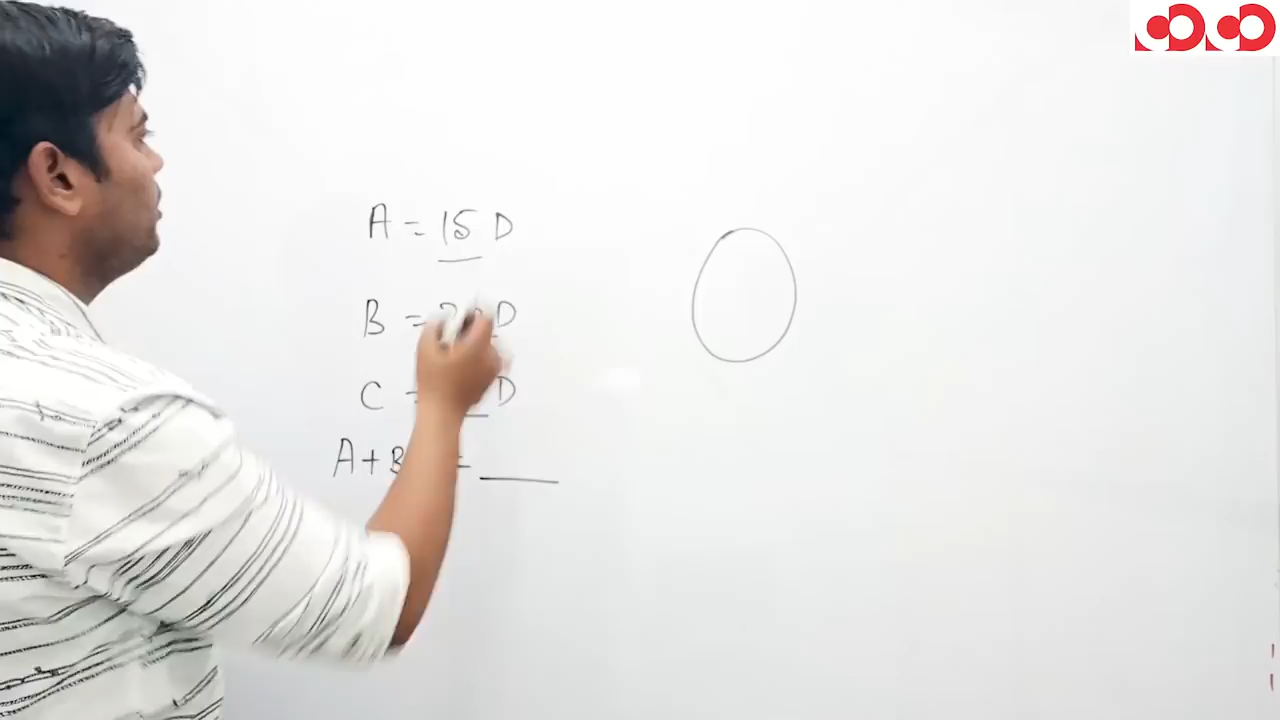 A = 15 D
B = D
C = D
A+B =